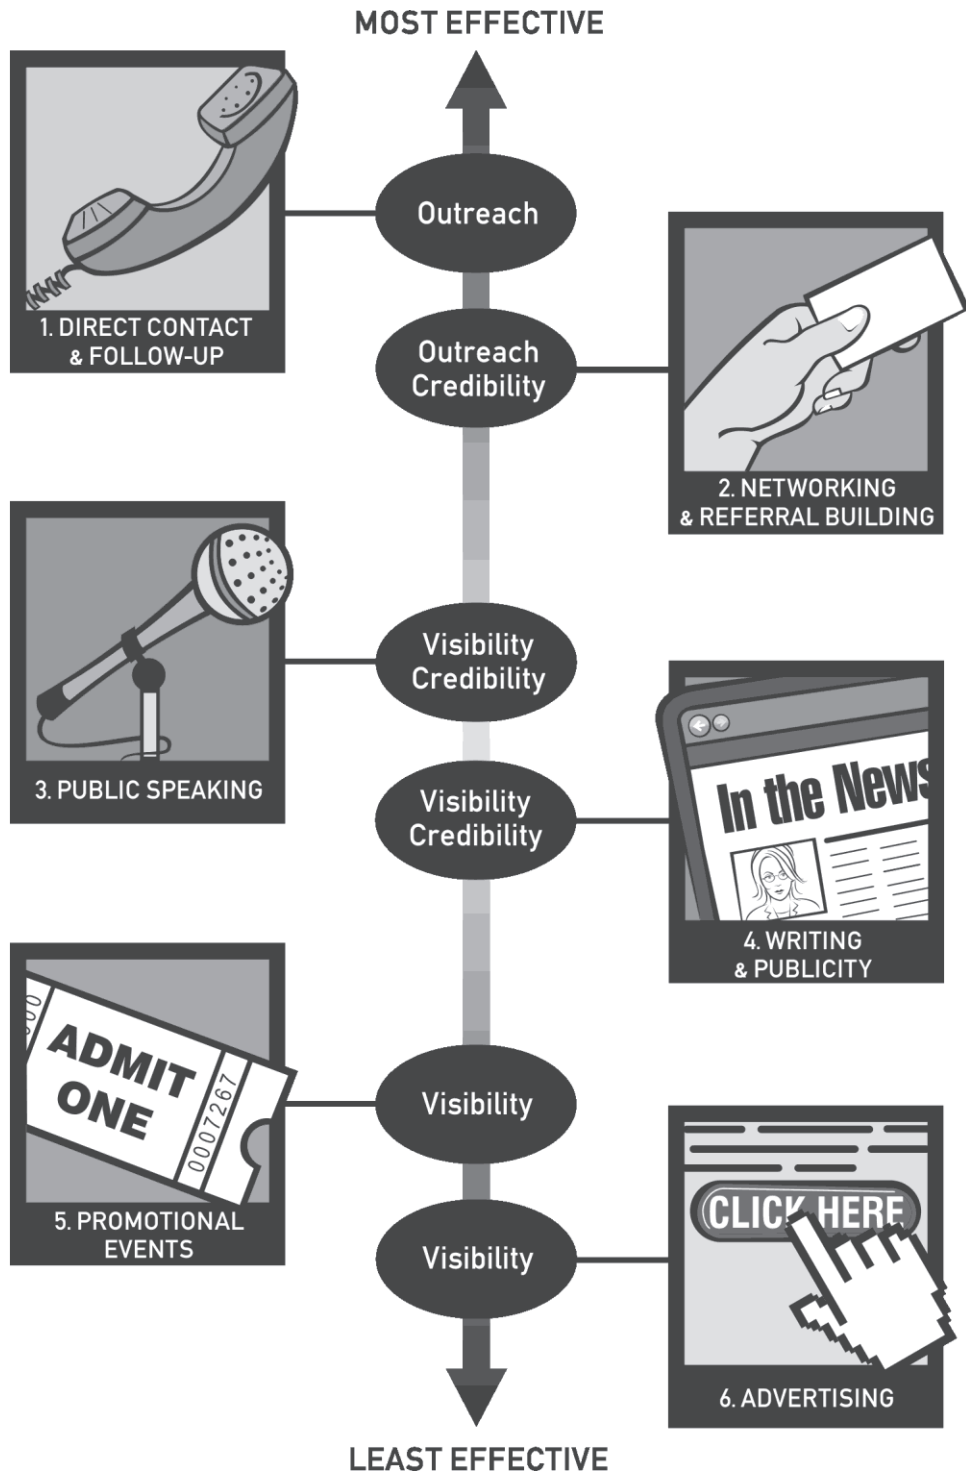 MOST EFFECTIVE
Outreach
1. DIRECT CONTACT
& FOLLOW-UP
Outreach
Credibility
2. NETWORKING
& REFERRAL BUILDING
Visibility
Credibility
3. PUBLIC SPEAKING
Visibility
Credibility
In the News
4. WRITING
& PUBLICITY
000
ADMIT
ONE
0007267
Visibility
5. PROMOTIONAL
EVENTS
Visibility
CLICK HERE
6. ADVERTISING
LEAST EFFECTIVE